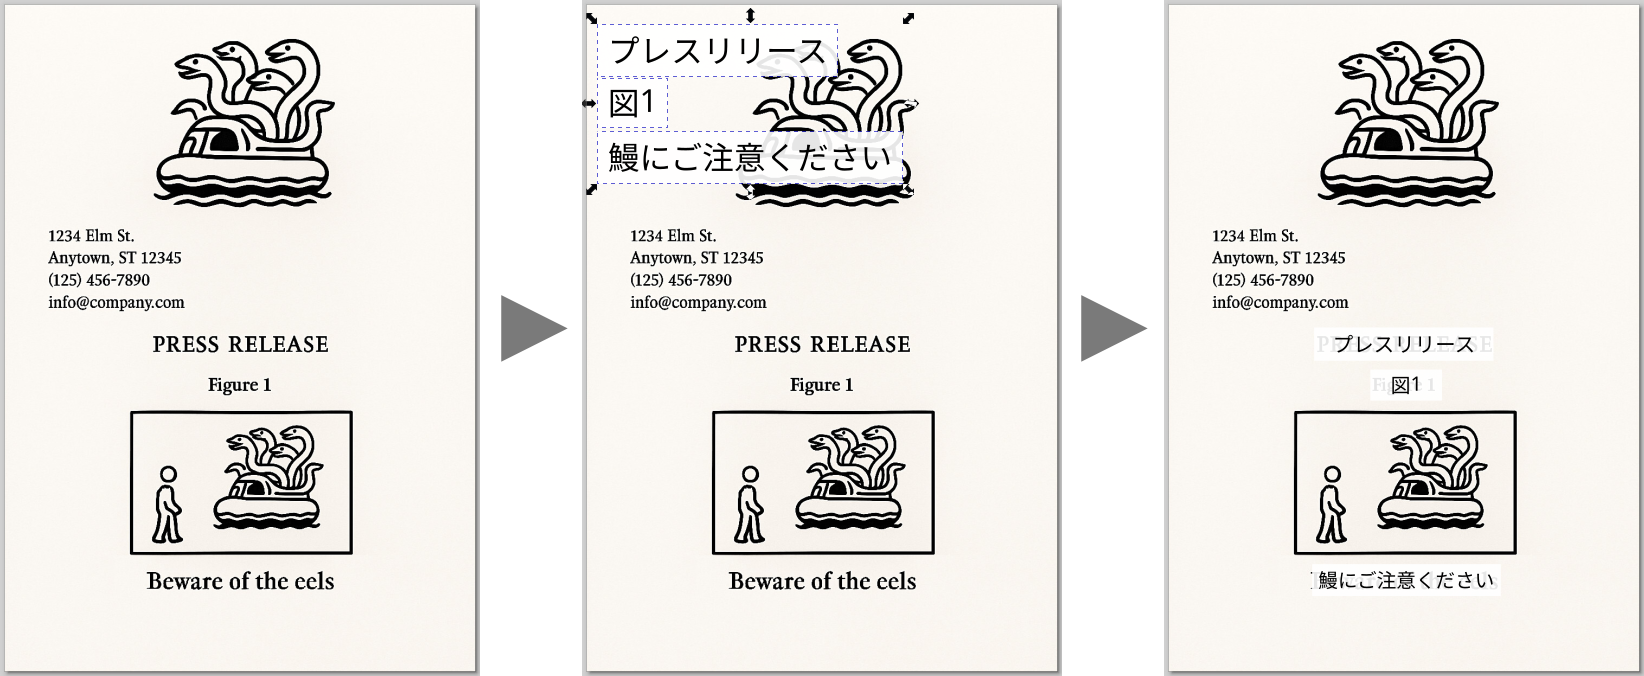 1234 Elm St.
Anytown, ST 12345
(125) 456-7890
info@company.com
PRESS RELEASE
Figure 1
Beware of the eels
プレスリリース
図1
鰻にご注意ください
1234 Elm St.
Anytown, ST 12345
(125) 456-7890
info@company.com
PRESS RELEASE
Figure 1
Beware of the eels
1234 Elm St.
Anytown, ST 12345
(125) 456-7890
info@company.com
プレスリリース
図1
鰻にご注意ください